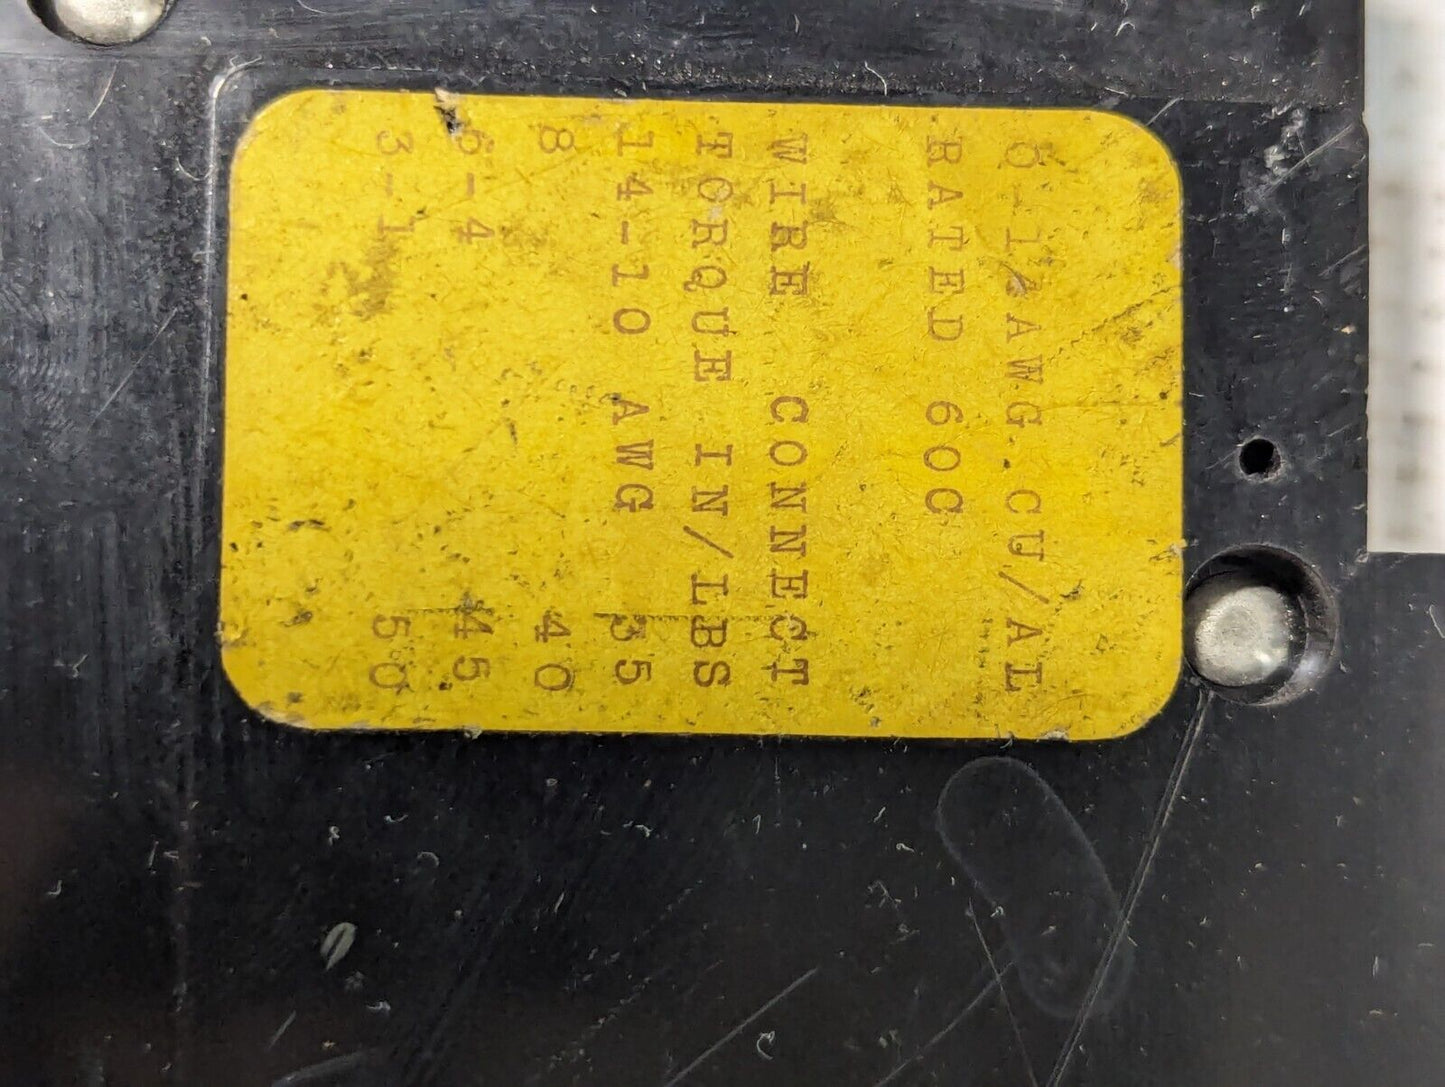 AWG.CU/AL
RATED 60C
WIRE CONNECT
TORQUE IN/LBS
14-10 AWG 35
8 40
6-4 45
3-1 50